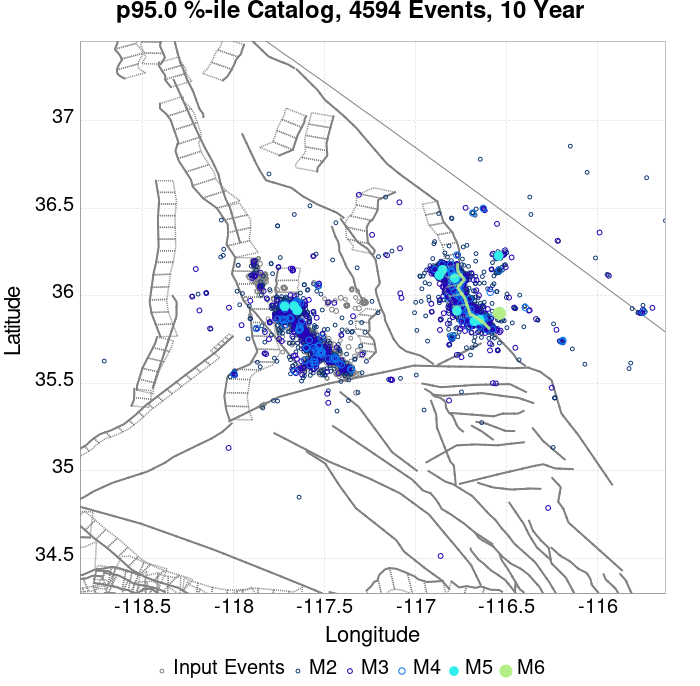 p95.0 %-ile Catalog, 4594 Events, 10 Year
37
36.5
36
35.5
35
34.5
Latitude
-118.5 -118 -117.5 -117 -116.5 -116
Longitude
Input Events M2 M3 M4 M5 M6